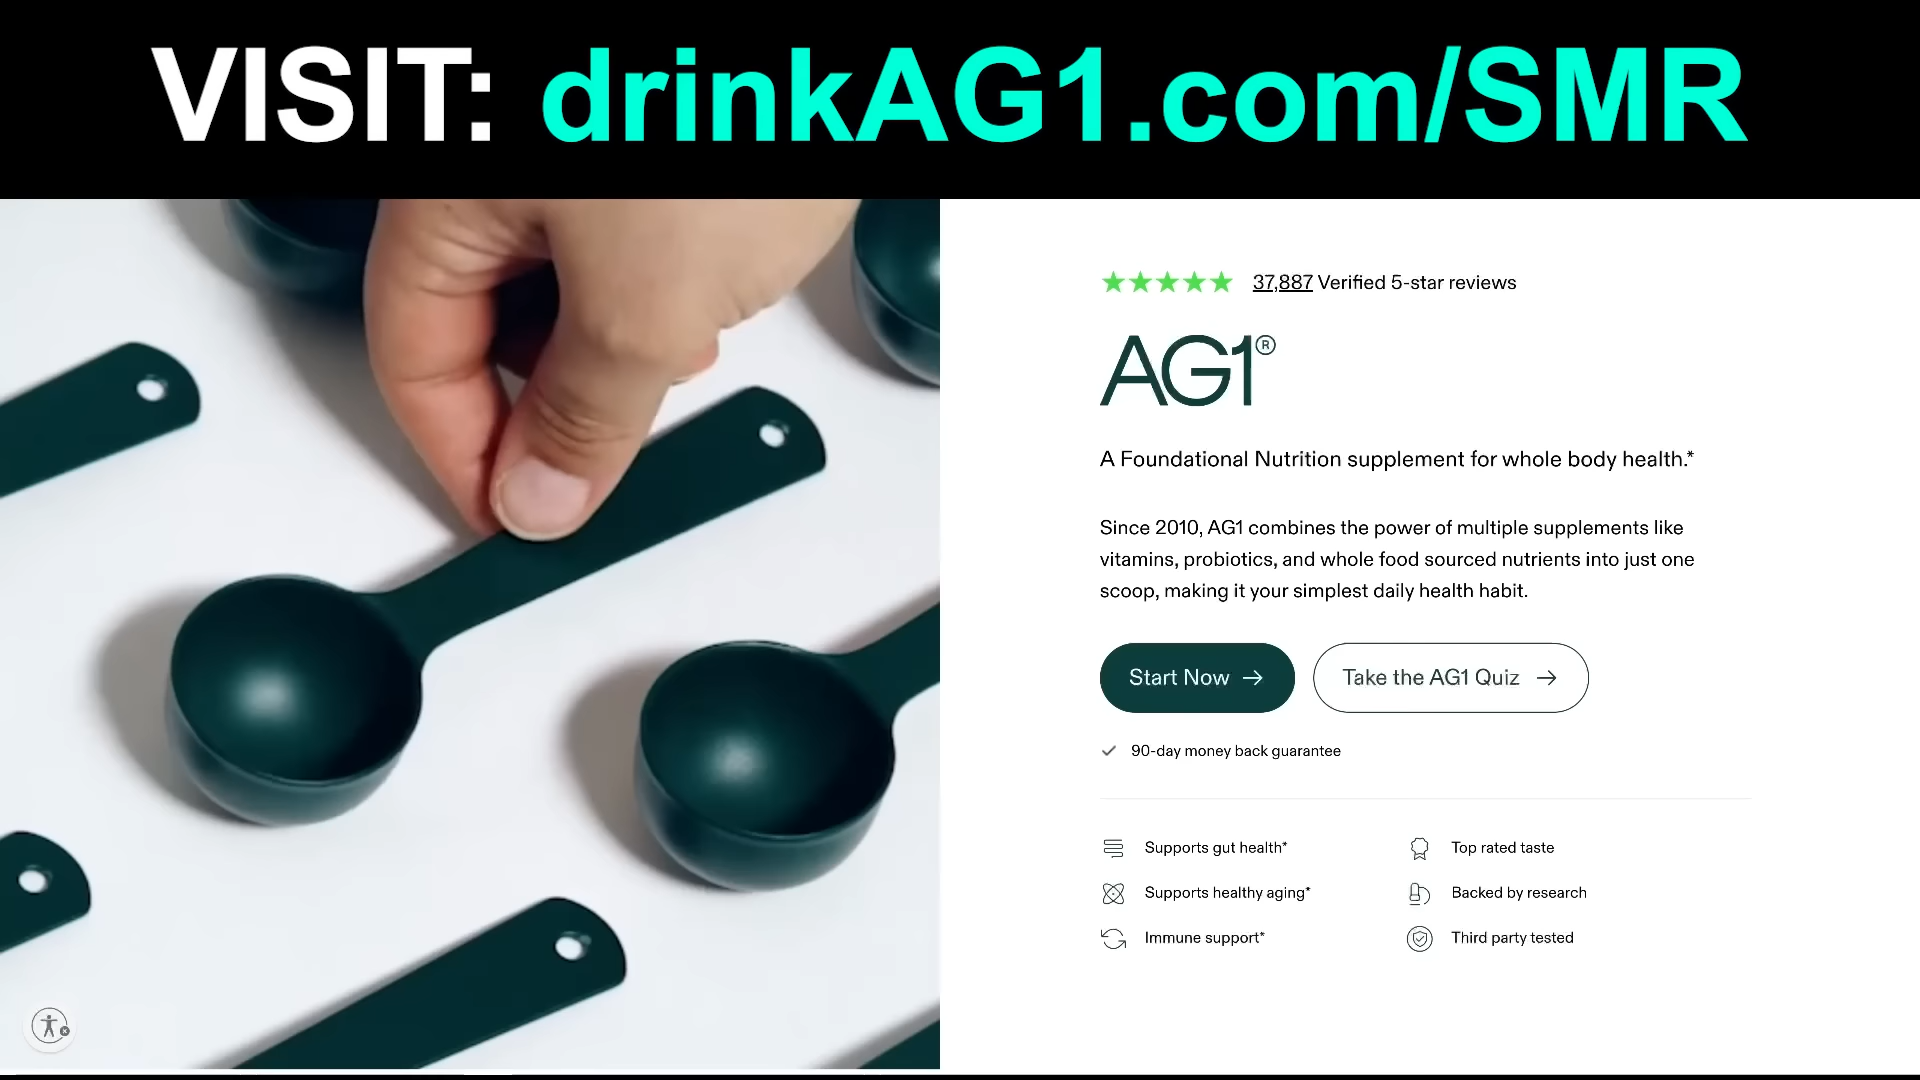 VISIT: drinkAG1.com/SMR
37,887 Verified 5-star reviews
AG1®
A Foundational Nutrition supplement for whole body health.*
Since 2010, AG1 combines the power of multiple supplements like
vitamins, probiotics, and whole food sourced nutrients into just one
scoop, making it your simplest daily health habit.
Start Now → Take the AG1 Quiz →
90-day money back guarantee
Supports gut health* Top rated taste
Supports healthy aging* Backed by research
Immune support* Third party tested